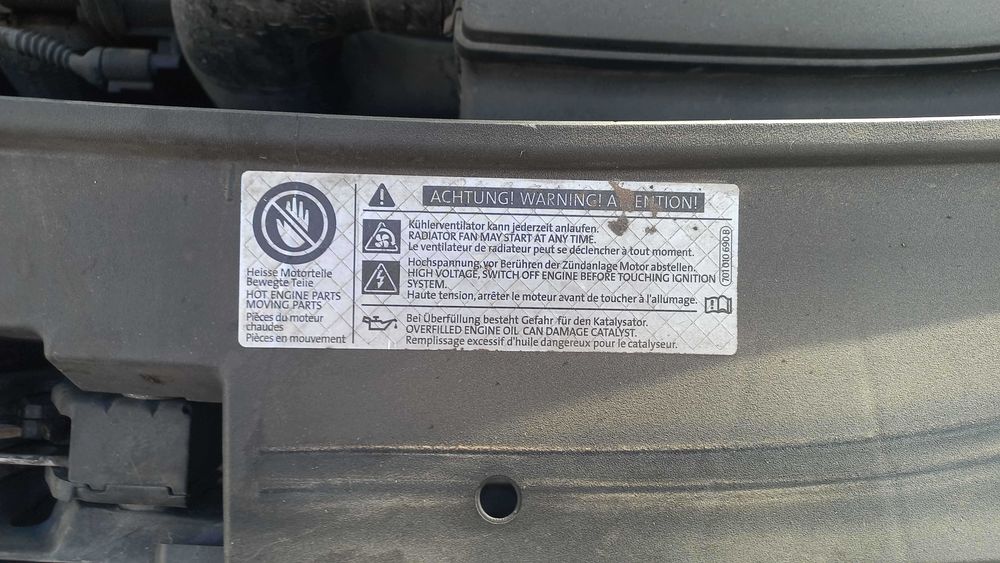 ACHTUNG! WARNING! ATTENTION!
Heisse Motorteile
Bewegte Teile
HOT ENGINE PARTS
MOVING PARTS
Pièces du moteur
chaudes
Pièces en mouvement
Kühlerventilator kann jederzeit anlaufen.
RADIATOR FAN MAY START AT ANY TIME.
Le ventilateur de radiateur peut se déclencher à tout moment.
Hochspannung, vor Berühren der Zündanlage Motor abstellen.
HIGH VOLTAGE, SWITCH OFF ENGINE BEFORE TOUCHING IGNITION
SYSTEM.
Haute tension, arrêter le moteur avant de toucher à l'allumage.
Bei Überfüllung besteht Gefahr für den Katalysator.
OVERFILLED ENGINE OIL CAN DAMAGE CATALYST.
Remplissage excessif d'huile dangereux pour le catalyseur.
701 010 690 B